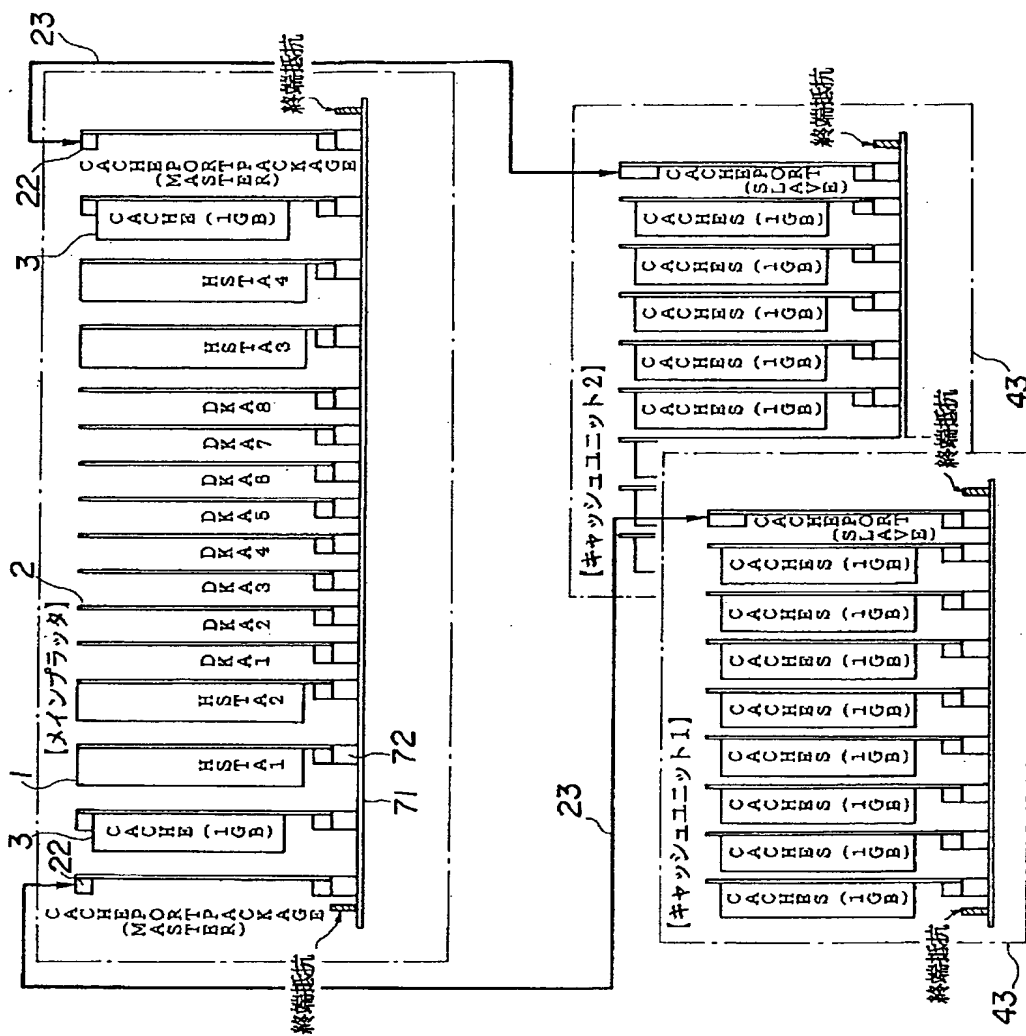 【メインプラッタ】
1
2
3
3
22
22
23
CACHE PORT PACKAGE
(MASTER)
CACHE (1GB)
HSTA1
HSTA2
DKA1
DKA2
DKA3
DKA4
DKA5
DKA6
DKA7
DKA8
HSTA3
HSTA4
CACHE (1GB)
CACHE PORT PACKAGE
(MASTER)
終端抵抗
終端抵抗
71
72
23
【キャッシュユニット1】
CACHES (1GB)
CACHES (1GB)
CACHES (1GB)
CACHES (1GB)
CACHES (1GB)
CACHES (1GB)
CACHES (1GB)
CACHES (1GB)
CACHE PORT
(SLAVE)
終端抵抗
終端抵抗
43
【キャッシュユニット2】
CACHES (1GB)
CACHES (1GB)
CACHES (1GB)
CACHES (1GB)
CACHES (1GB)
CACHE PORT
(SLAVE)
終端抵抗
43